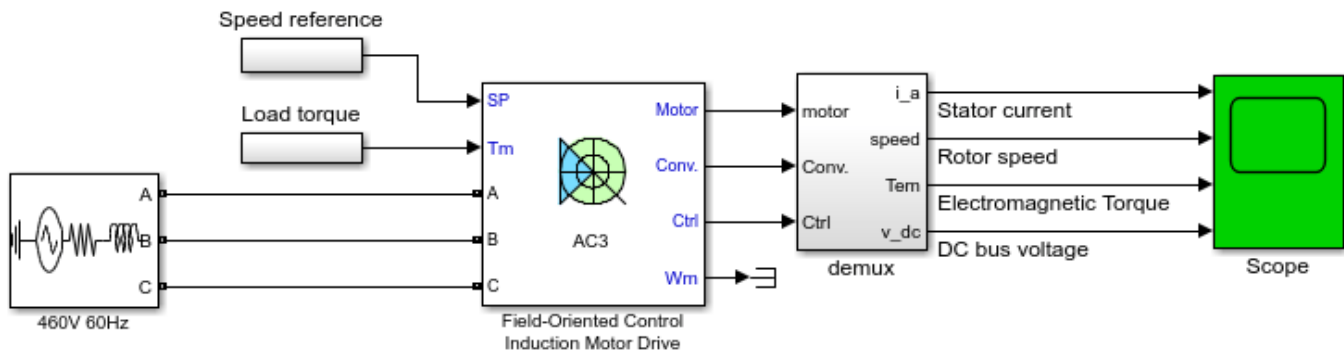 Speed reference
Load torque
A
B
C
460V 60Hz
SP
Tm
A
B
C
Motor
Conv.
Ctrl
Wm
AC3
Field-Oriented Control
Induction Motor Drive
motor
Conv.
Ctrl
i_a
speed
Tem
v_dc
demux
Stator current
Rotor speed
Electromagnetic Torque
DC bus voltage
Scope